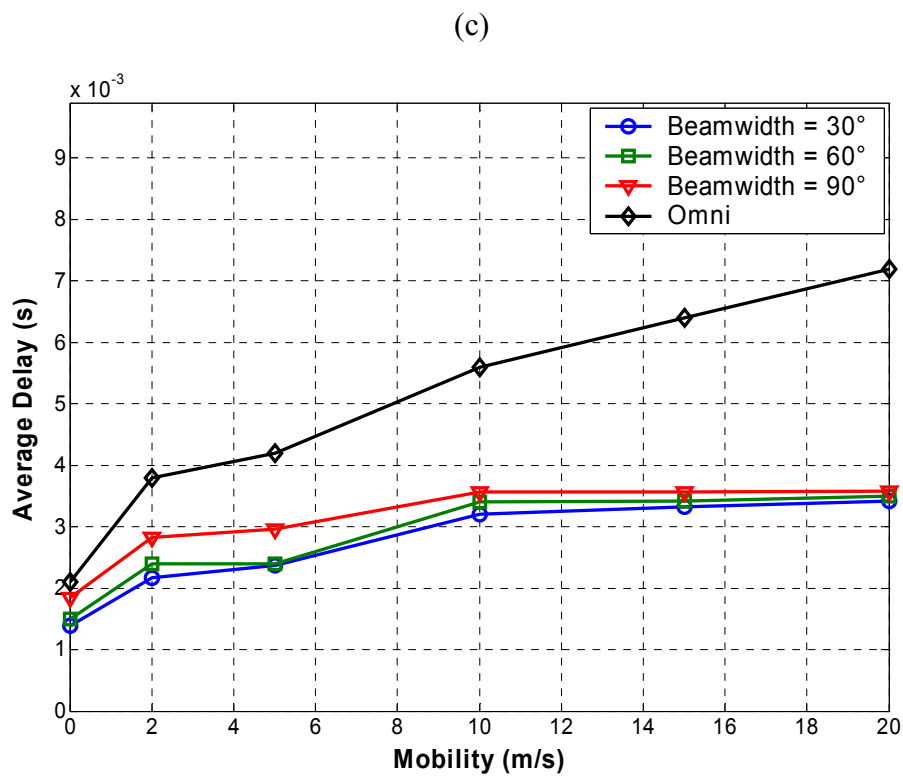 (c)
x 10-3
Beamwidth = 30°
Beamwidth = 60°
Beamwidth = 90°
Omni
9
8
7
6
5
4
3
2
1
0
Average Delay (s)
0 2 4 6 8 10 12 14 16 18 20
Mobility (m/s)